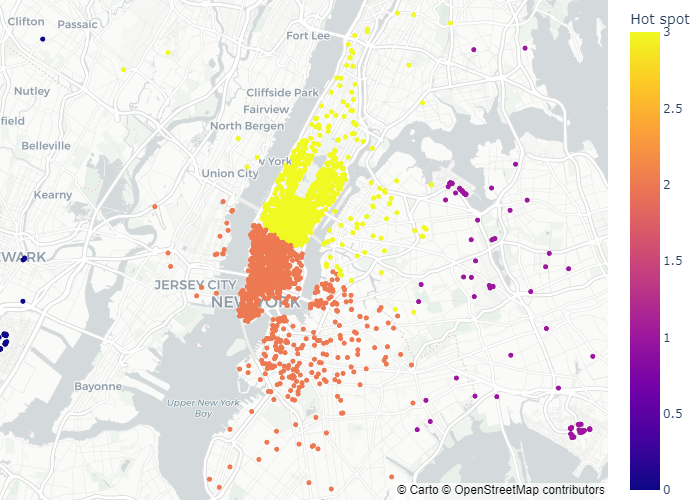 Hot spot
Clifton
Passaic
Fort Lee
Nutley
Cliffside Park
Fairview
North Bergen
field
Belleville
w York
Union City
Kearny
WARK
JERSEY CITY
NEW YORK
Bayonne
Upper New York
Bay
3
2.5
2
1.5
1
0.5
0
© Carto © OpenStreetMap contributors